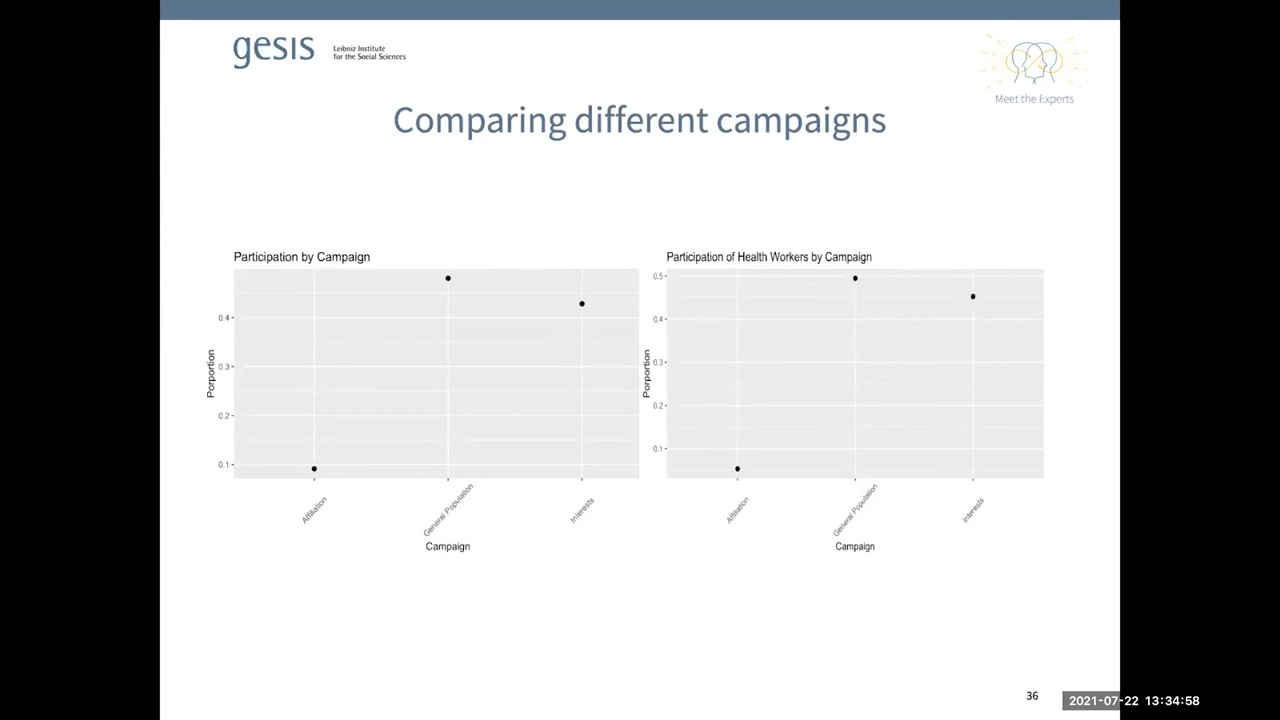 gesis
Leibniz Institute
for the Social Sciences
Meet the Experts
Comparing different campaigns
Participation by Campaign
Porportion
0.4
0.3
0.2
0.1
Affiliation
General Population
Interests
Campaign
Participation of Health Workers by Campaign
Porportion
0.5
0.4
0.3
0.2
0.1
Affiliation
General Population
Interests
Campaign
36
2021-07-22 13:34:58